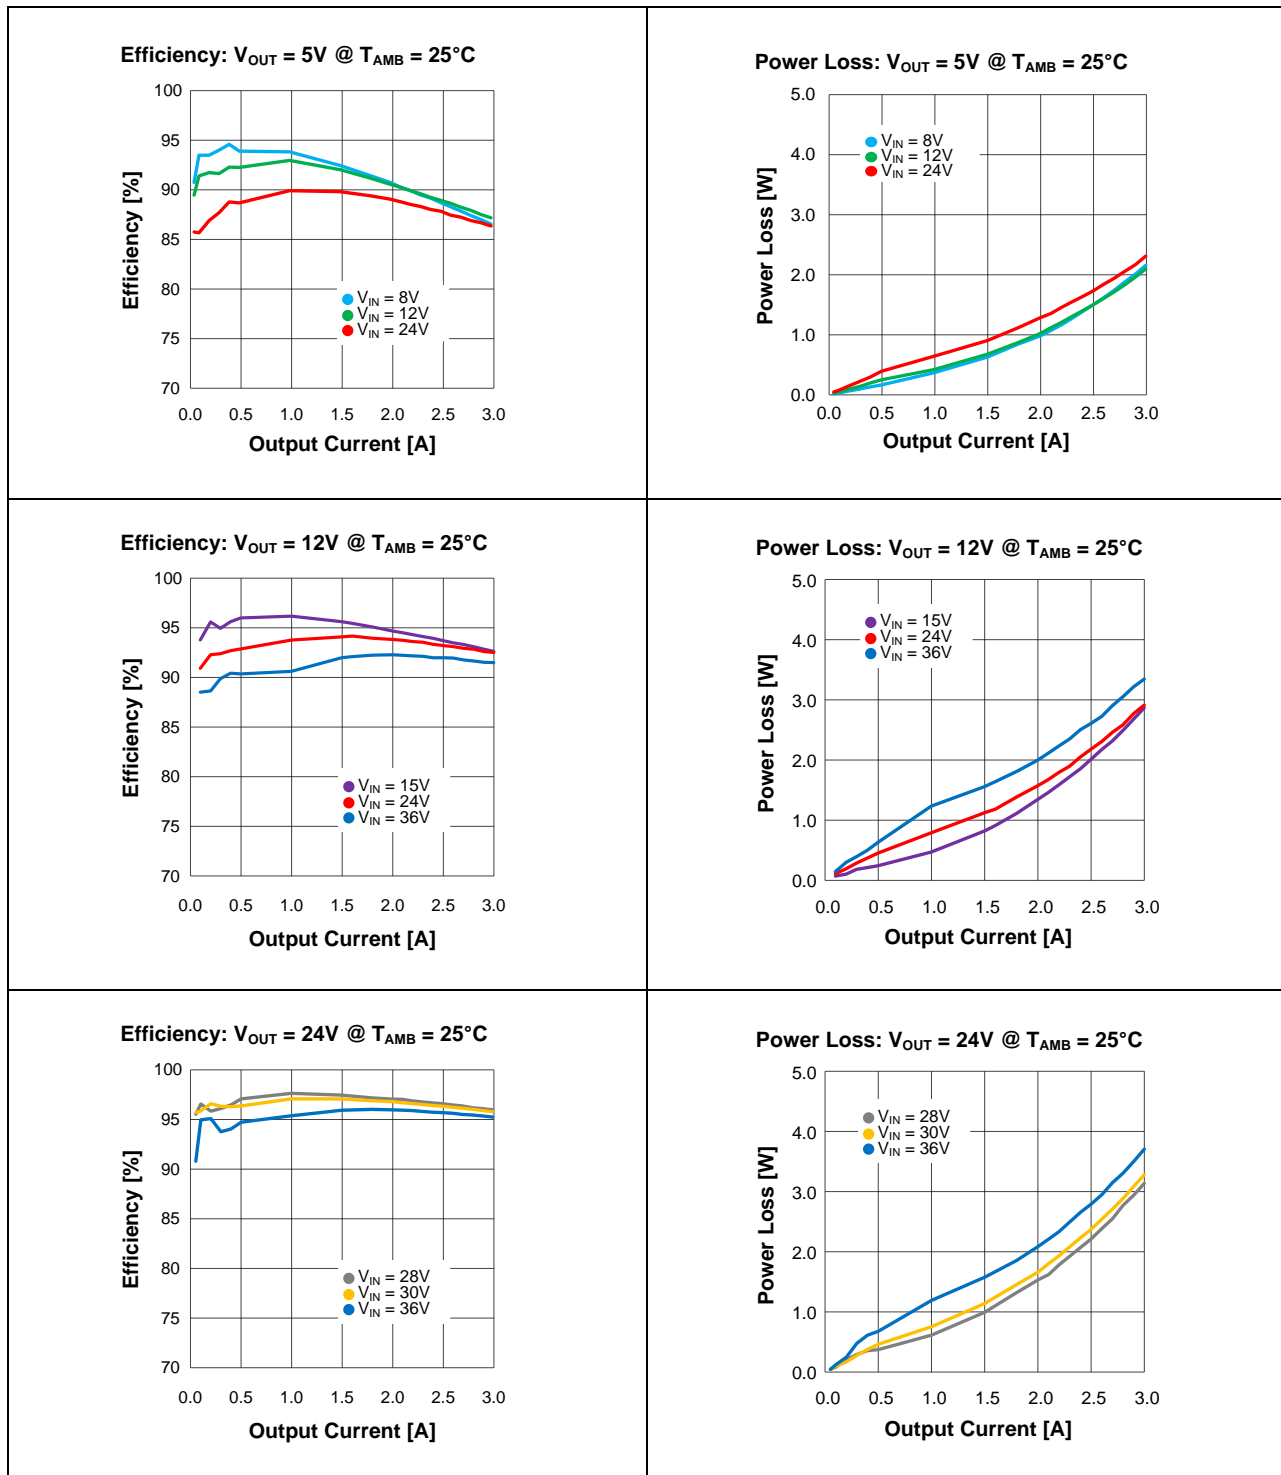 Efficiency: VOUT = 5V @ TAMB = 25°C
100
95
90
85
80
75
70
Efficiency [%]
VIN = 8V
VIN = 12V
VIN = 24V
0.0 0.5 1.0 1.5 2.0 2.5 3.0
Output Current [A]
Power Loss: VOUT = 5V @ TAMB = 25°C
5.0
4.0
3.0
2.0
1.0
0.0
Power Loss [W]
VIN = 8V
VIN = 12V
VIN = 24V
0.0 0.5 1.0 1.5 2.0 2.5 3.0
Output Current [A]
Efficiency: VOUT = 12V @ TAMB = 25°C
100
95
90
85
80
75
70
Efficiency [%]
VIN = 15V
VIN = 24V
VIN = 36V
0.0 0.5 1.0 1.5 2.0 2.5 3.0
Output Current [A]
Power Loss: VOUT = 12V @ TAMB = 25°C
5.0
4.0
3.0
2.0
1.0
0.0
Power Loss [W]
VIN = 15V
VIN = 24V
VIN = 36V
0.0 0.5 1.0 1.5 2.0 2.5 3.0
Output Current [A]
Efficiency: VOUT = 24V @ TAMB = 25°C
100
95
90
85
80
75
70
Efficiency [%]
VIN = 28V
VIN = 30V
VIN = 36V
0.0 0.5 1.0 1.5 2.0 2.5 3.0
Output Current [A]
Power Loss: VOUT = 24V @ TAMB = 25°C
5.0
4.0
3.0
2.0
1.0
0.0
Power Loss [W]
VIN = 28V
VIN = 30V
VIN = 36V
0.0 0.5 1.0 1.5 2.0 2.5 3.0
Output Current [A]